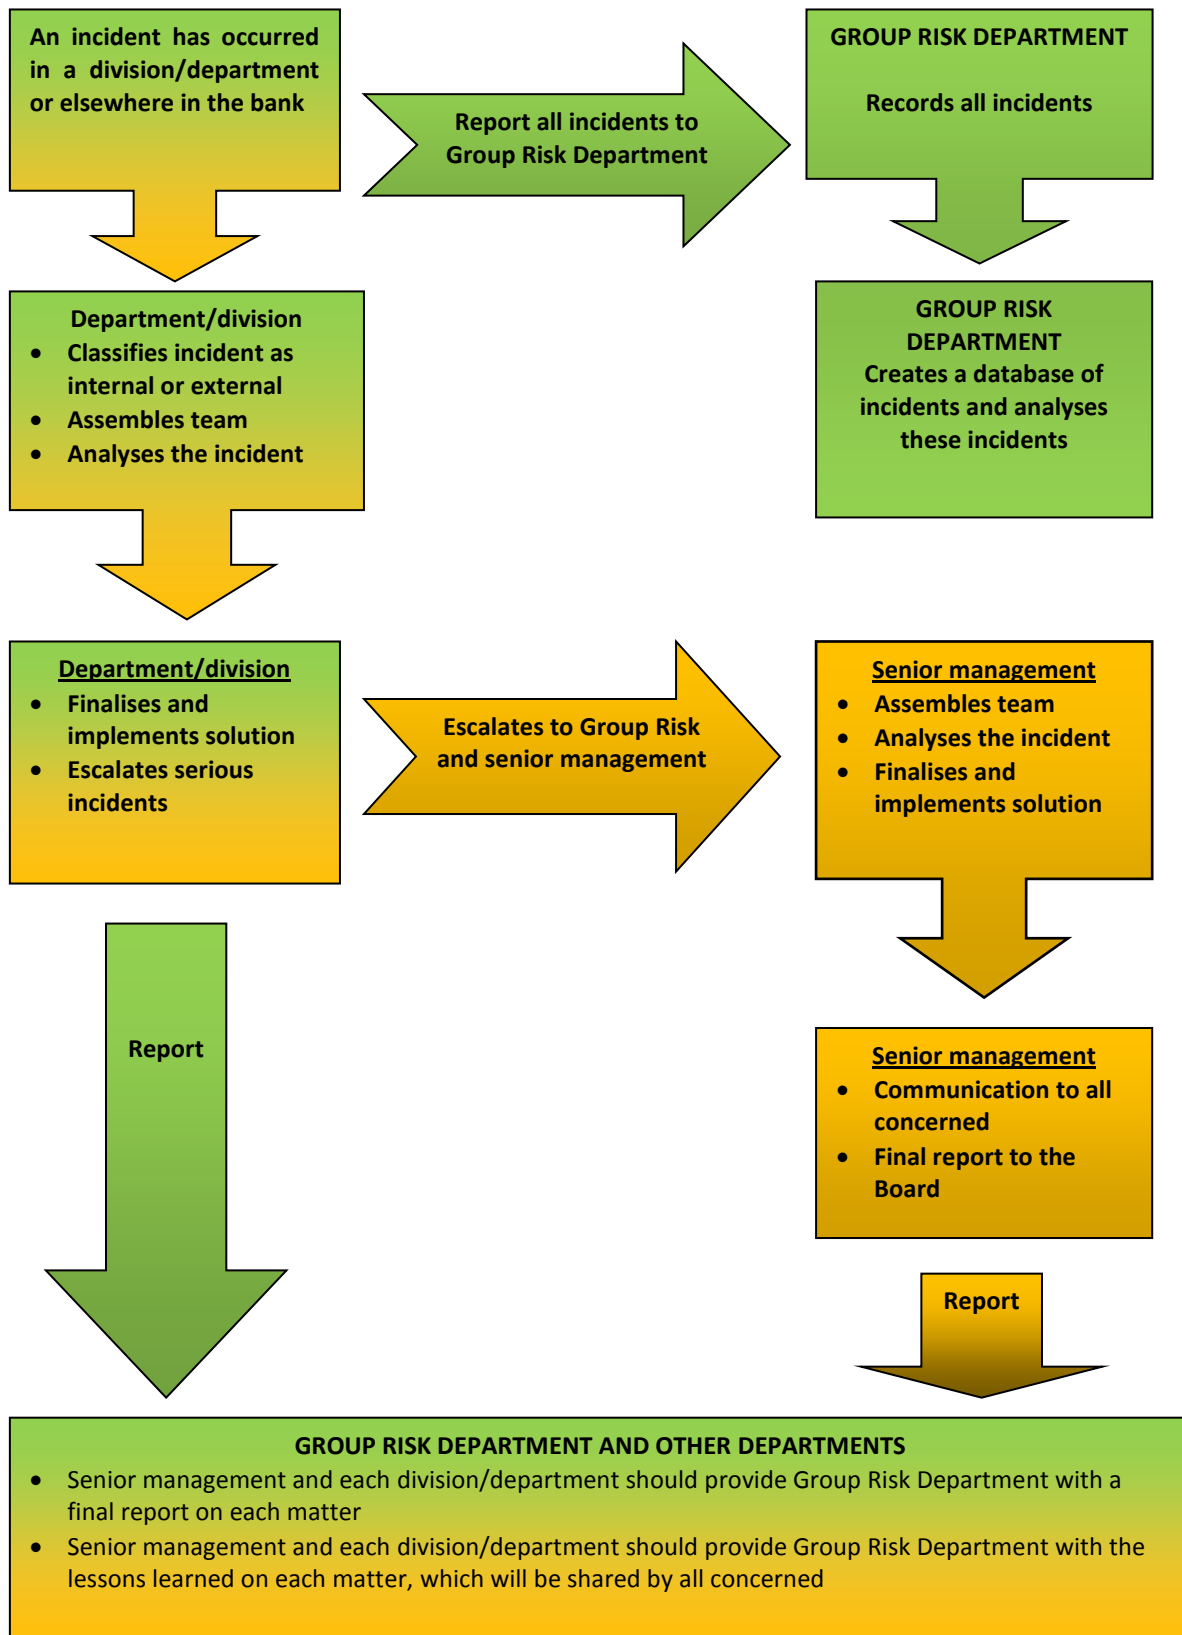 An incident has occurred
in a division/department
or elsewhere in the bank
Report all incidents to
Group Risk Department
GROUP RISK DEPARTMENT
Records all incidents
Department/division
• Classifies incident as
internal or external
• Assembles team
• Analyses the incident
GROUP RISK
DEPARTMENT
Creates a database of
incidents and analyses
these incidents
Department/division
• Finalises and
implements solution
• Escalates serious
incidents
Escalates to Group Risk
and senior management
Senior management
• Assembles team
• Analyses the incident
• Finalises and
implements solution
Report
Senior management
• Communication to all
concerned
• Final report to the
Board
Report
GROUP RISK DEPARTMENT AND OTHER DEPARTMENTS
• Senior management and each division/department should provide Group Risk Department with a
final report on each matter
• Senior management and each division/department should provide Group Risk Department with the
lessons learned on each matter, which will be shared by all concerned